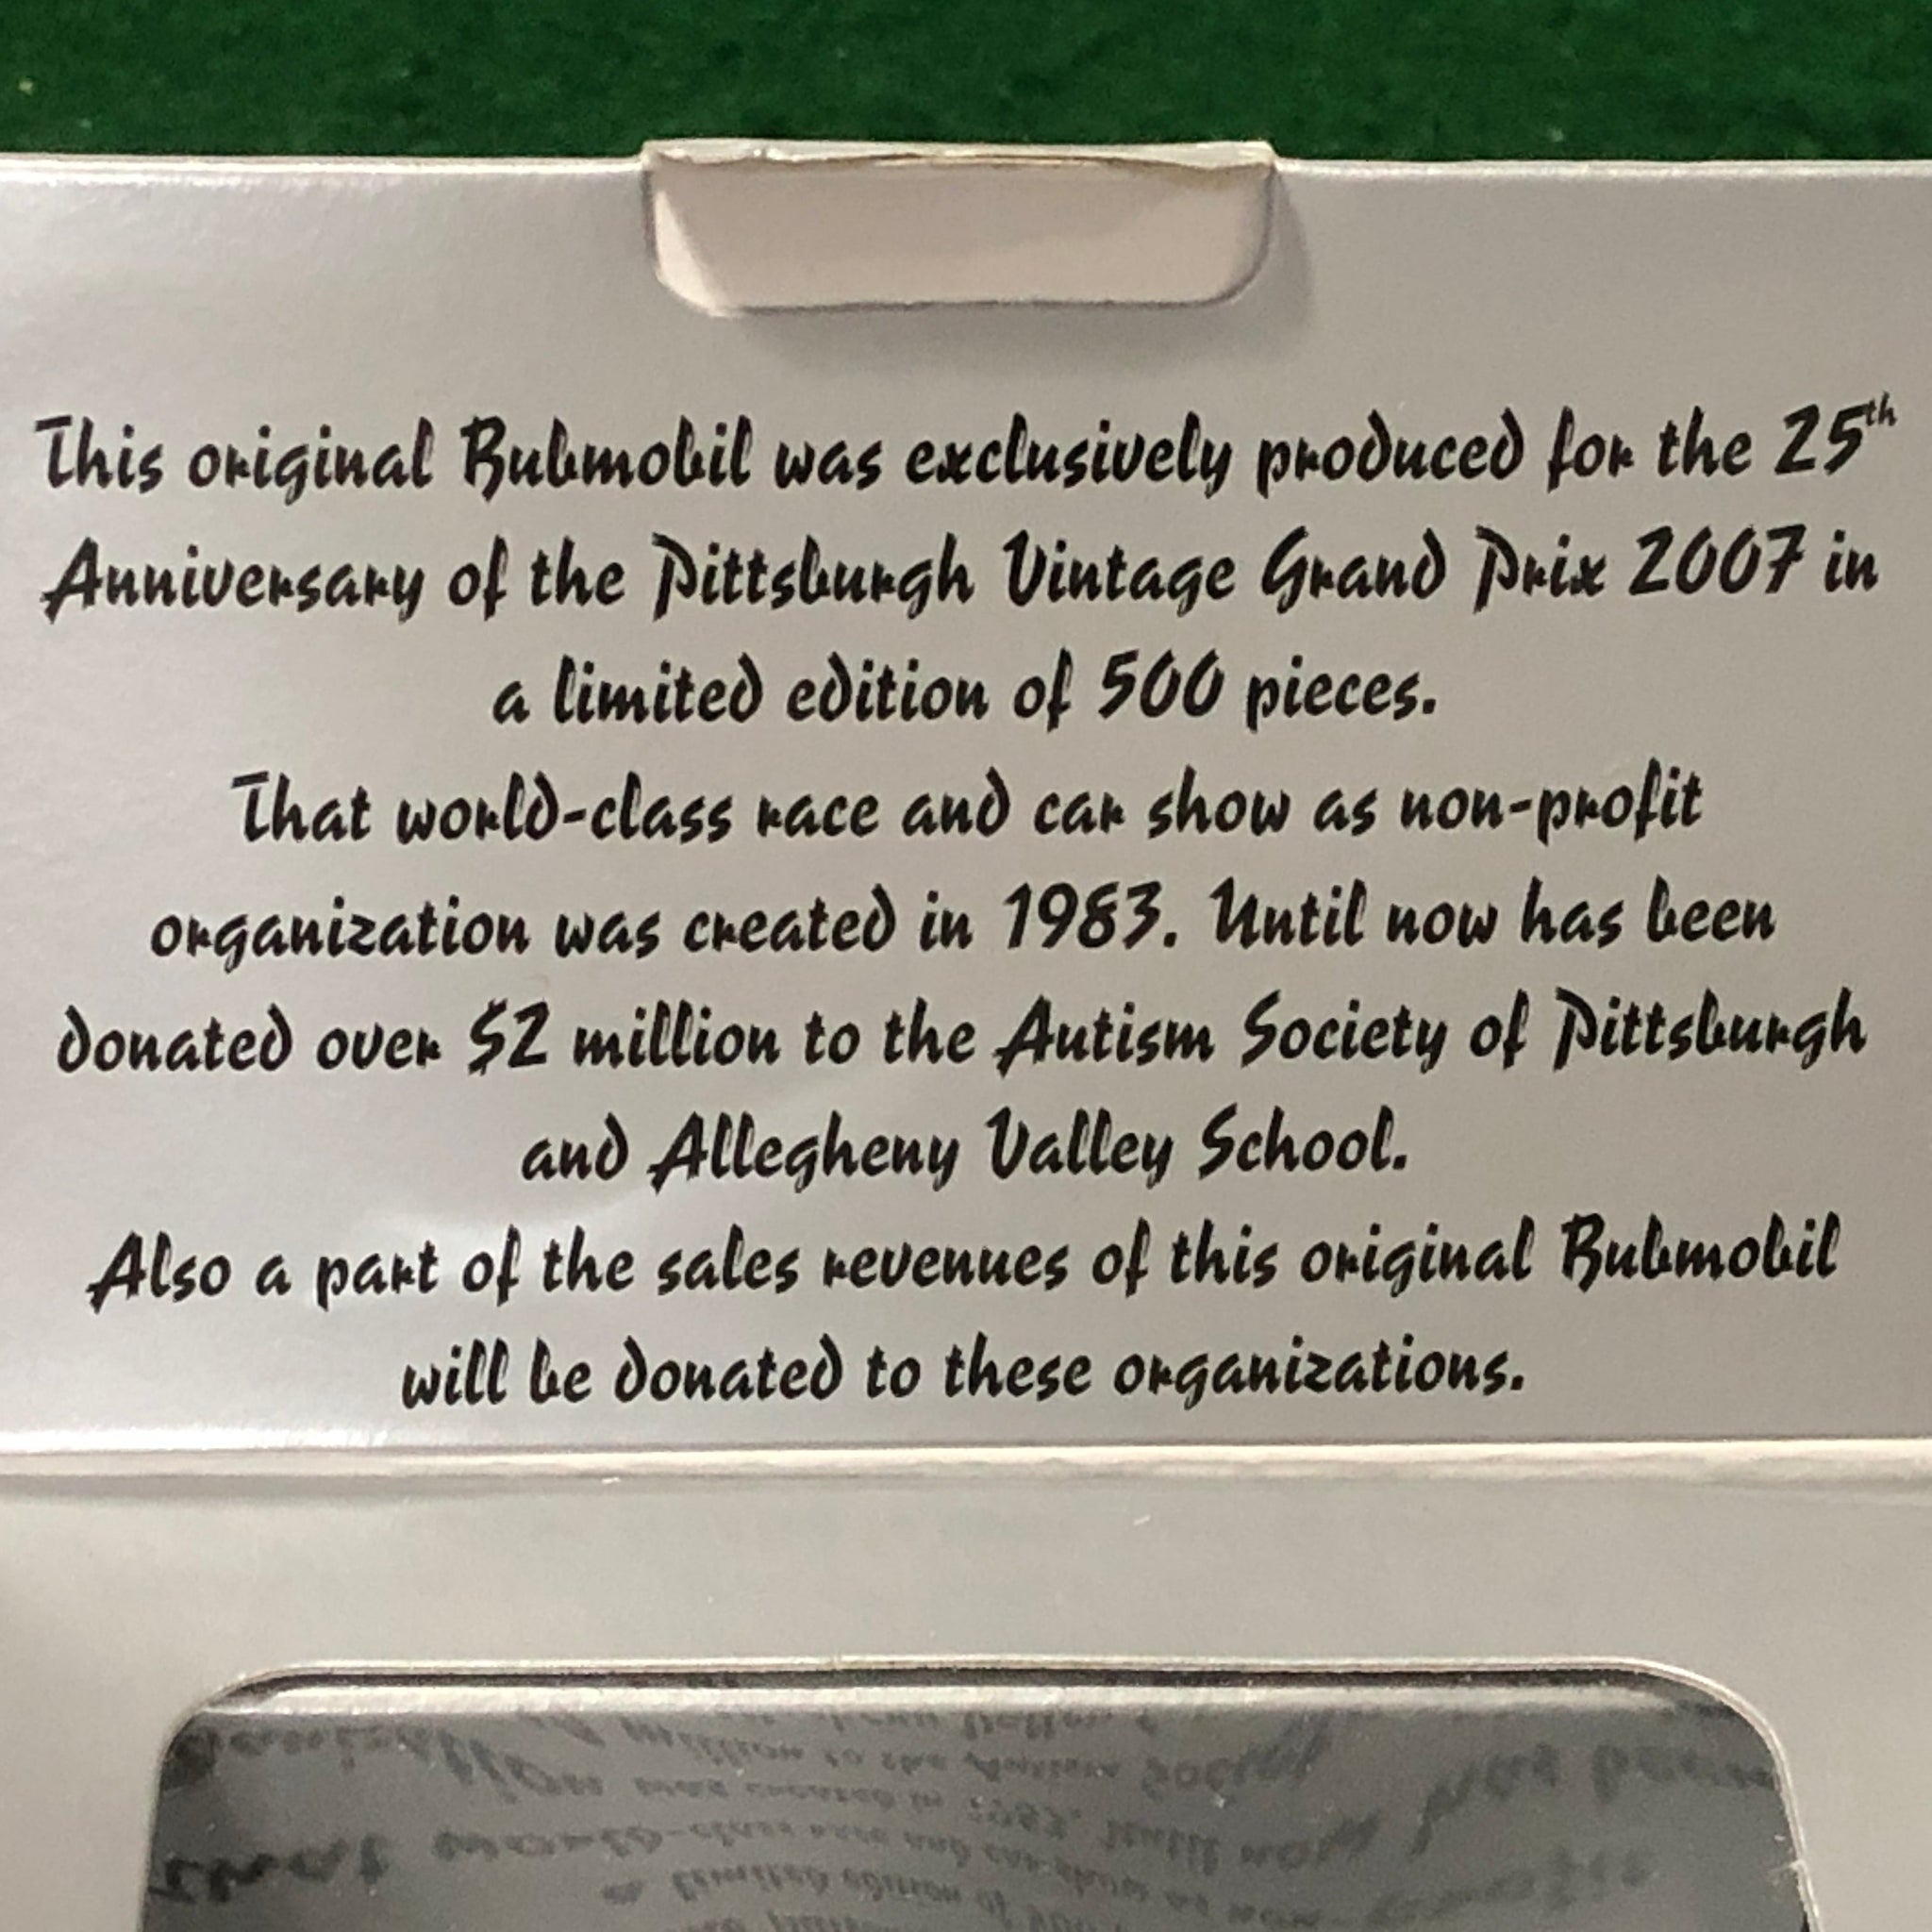 This original Bubmobil was exclusively produced for the 25th
Anniversary of the Pittsburgh Vintage Grand Prix 2007 in
a limited edition of 500 pieces.
That world-class race and car show as non-profit
organization was created in 1983. Until now has been
donated over $2 million to the Autism Society of Pittsburgh
and Allegheny Valley School.
Also a part of the sales revenues of this original Bubmobil
will be donated to these organizations.